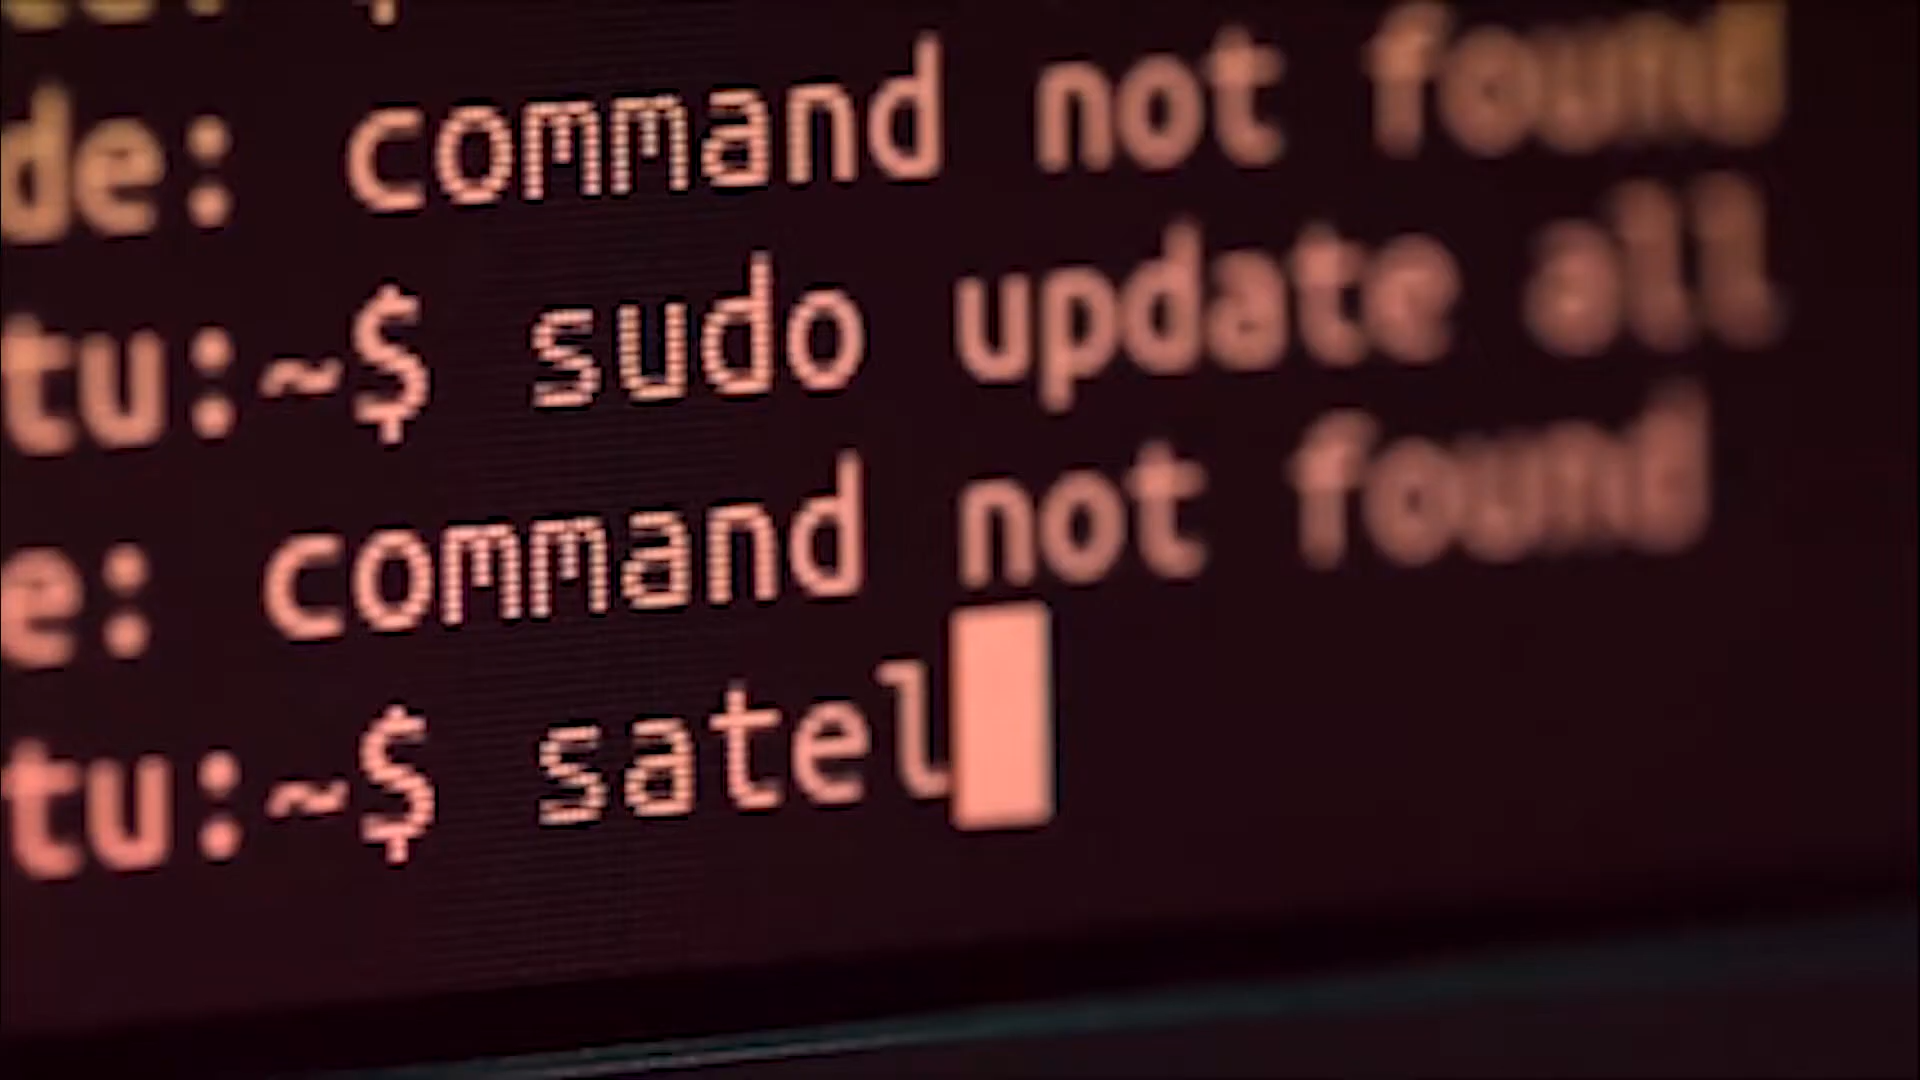 de: command not found
tu:~$ sudo update all
e: command not found
tu:~$ satel